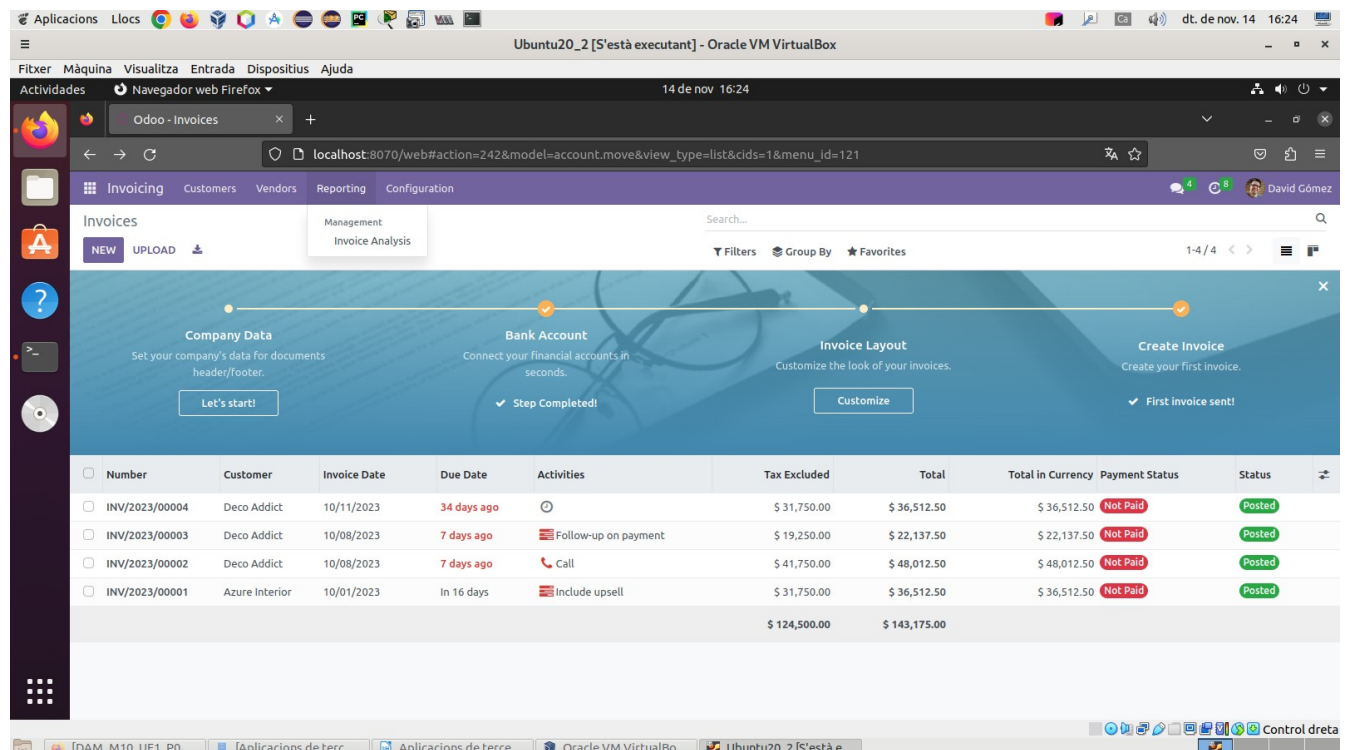 Aplicacions Llocs Ca dt. de nov. 14 16:24
Ubuntu20_2 [S'està executant] - Oracle VM VirtualBox
Fitxer Màquina Visualitza Entrada Dispositius Ajuda
Actividades Navegador web Firefox 14 de nov 16:24
Odoo - Invoices
localhost:8070/web#action=242&model=account.move&view_type=list&cids=1&menu_id=121
Invoicing Customers Vendors Reporting Configuration 4 8 David Gómez
Invoices Management Search...
NEW UPLOAD Invoice Analysis Filters Group By Favorites 1-4 / 4
Company Data Bank Account Invoice Layout Create Invoice
Set your company's data for documents Connect your financial accounts in Customize the look of your invoices. Create your first invoice.
header/footer. seconds.
Let's start! Step Completed! Customize First invoice sent!
Number Customer Invoice Date Due Date Activities Tax Excluded Total Total in Currency Payment Status Status
INV/2023/00004 Deco Addict 10/11/2023 34 days ago $ 31,750.00 $ 36,512.50 $ 36,512.50 Not Paid Posted
INV/2023/00003 Deco Addict 10/08/2023 7 days ago Follow-up on payment $ 19,250.00 $ 22,137.50 $ 22,137.50 Not Paid Posted
INV/2023/00002 Deco Addict 10/08/2023 7 days ago Call $ 41,750.00 $ 48,012.50 $ 48,012.50 Not Paid Posted
INV/2023/00001 Azure Interior 10/01/2023 In 16 days Include upsell $ 31,750.00 $ 36,512.50 $ 36,512.50 Not Paid Posted
$ 124,500.00 $ 143,175.00
Control dreta
[DAM_M10_UF1_P0... [Aplicacions de terc... Aplicacions de terce... Oracle VM VirtualBo... Ubuntu20_2 [S'està e...